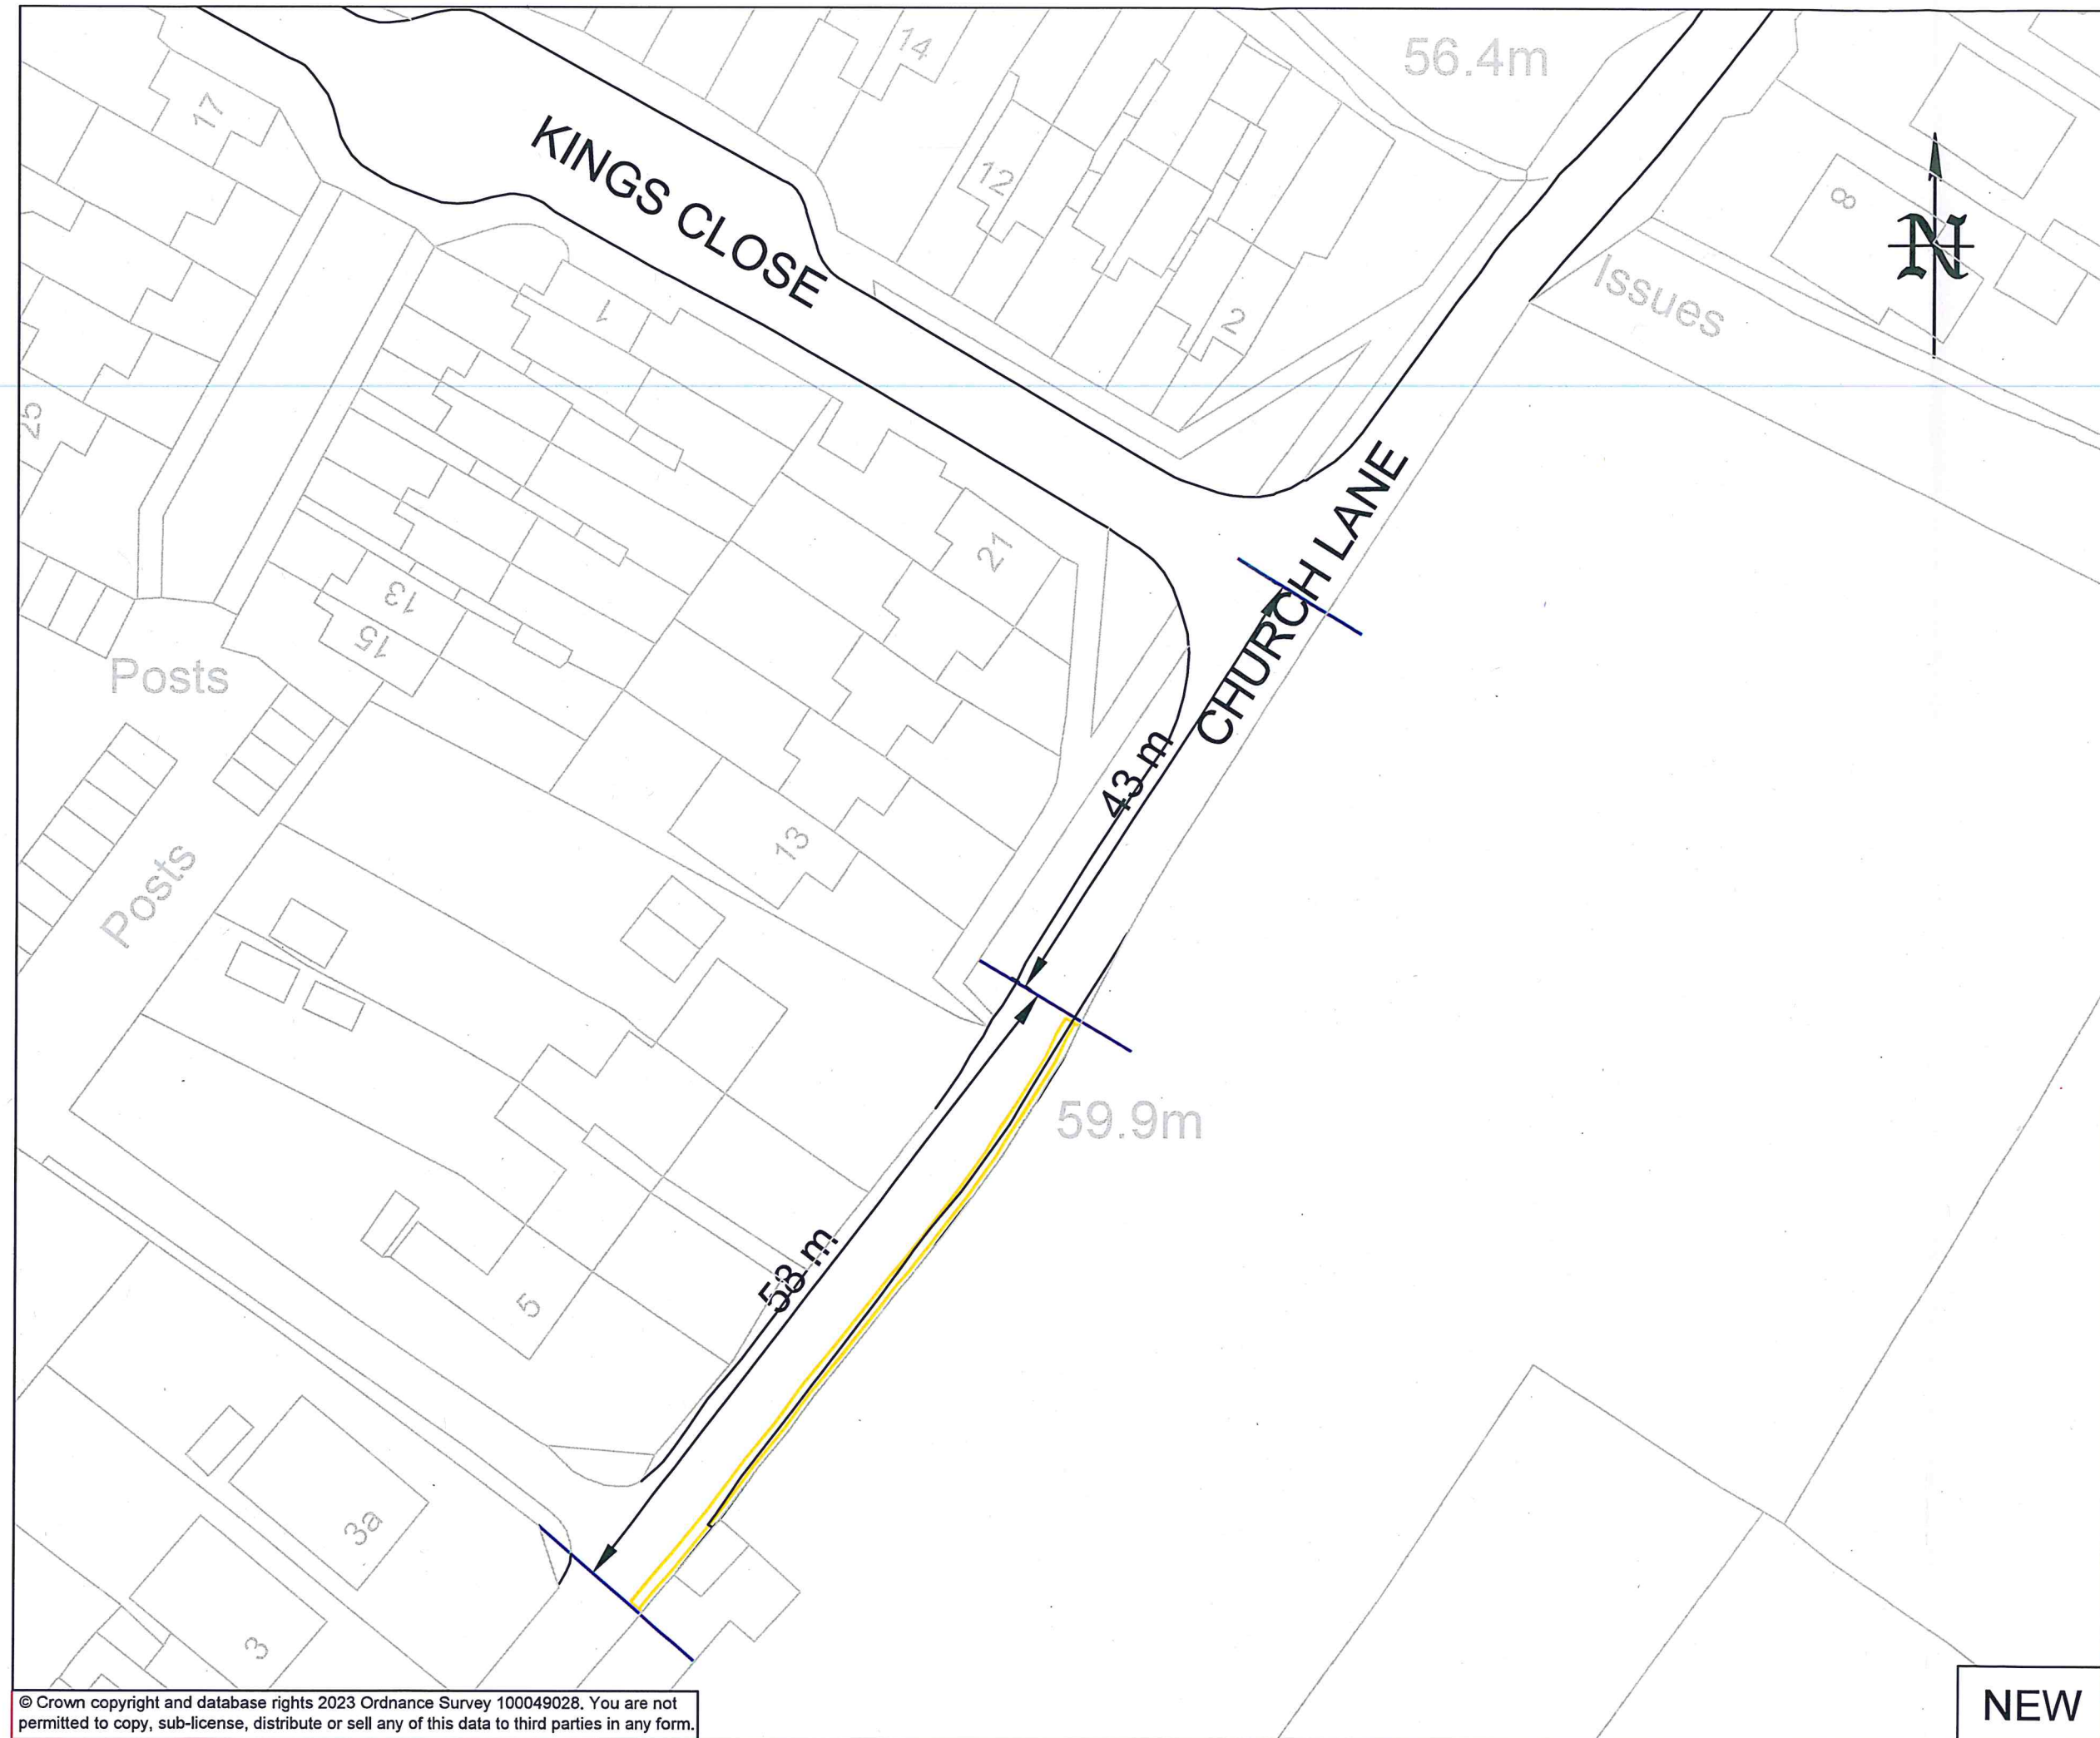 14
56.4m
17
KINGS CLOSE
12
8
N
Issues
1
2
25
CHURCH LANE
21
13
15
Posts
43 m
13
Posts
59.9m
53 m
5
3a
3
© Crown copyright and database rights 2023 Ordnance Survey 100049028. You are not
permitted to copy, sub-license, distribute or sell any of this data to third parties in any form.
NEW